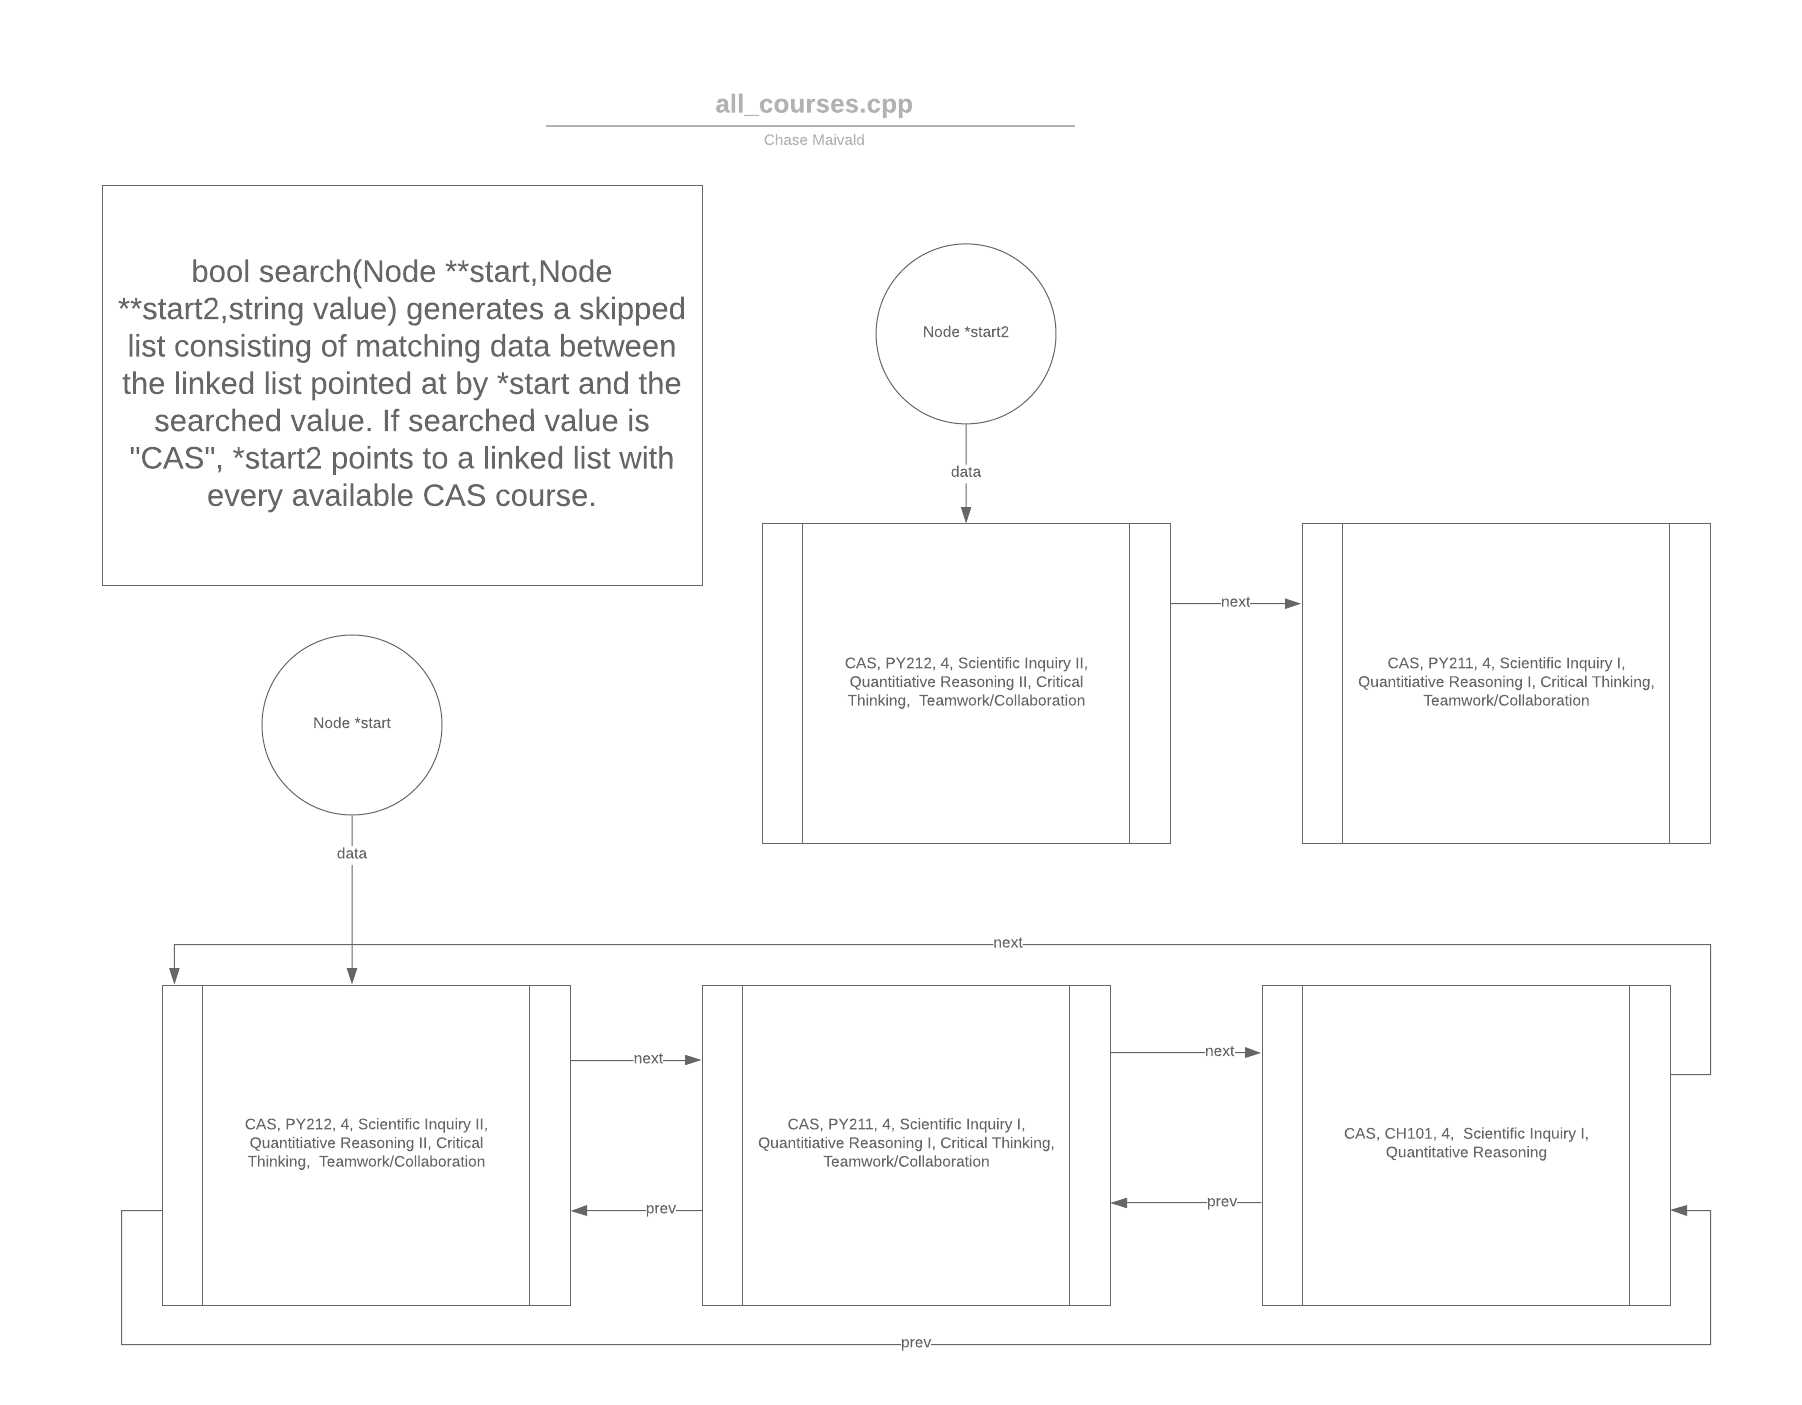 all_courses.cpp
Chase Maivald
bool search(Node **start,Node
**start2,string value) generates a skipped
list consisting of matching data between
the linked list pointed at by *start and the
searched value. If searched value is
"CAS", *start2 points to a linked list with
every available CAS course.
Node *start2
data
next
CAS, PY212, 4, Scientific Inquiry II,
Quantitiative Reasoning II, Critical
Thinking,  Teamwork/Collaboration
CAS, PY211, 4, Scientific Inquiry I,
Quantitiative Reasoning I, Critical Thinking,
Teamwork/Collaboration
Node *start
data
next
next
next
CAS, PY212, 4, Scientific Inquiry II,
Quantitiative Reasoning II, Critical
Thinking,  Teamwork/Collaboration
CAS, PY211, 4, Scientific Inquiry I,
Quantitiative Reasoning I, Critical Thinking,
Teamwork/Collaboration
CAS, CH101, 4,  Scientific Inquiry I,
Quantitative Reasoning
prev
prev
prev